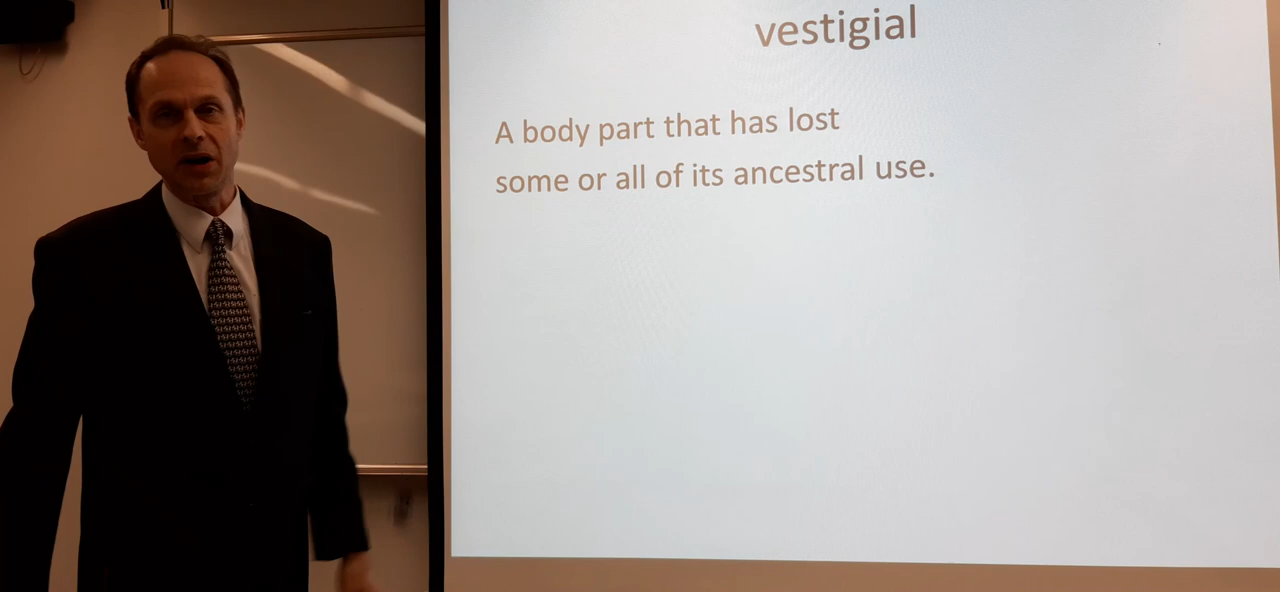 vestigial
A body part that has lost
some or all of its ancestral use.